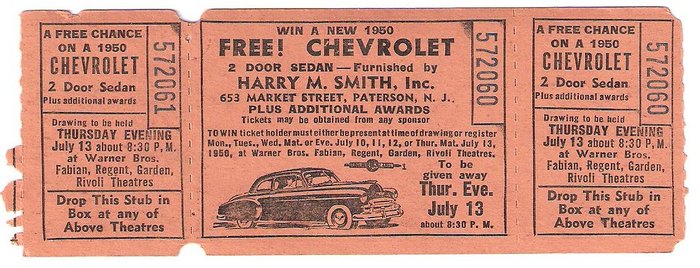 A FREE CHANCE
ON A 1950
CHEVROLET
2 Door Sedan
Plus additional awards
572061
Drawing to be held
THURSDAY EVENING
July 13 about 8:30 P.M.
at Warner Bros.
Fabian, Regent, Garden,
Rivoli Theatres
Drop This Stub in
Box at any of
Above Theatres
WIN A NEW 1950
FREE! CHEVROLET
2 DOOR SEDAN — Furnished by
HARRY M. SMITH, Inc.
653 MARKET STREET, PATERSON, N. J.
PLUS ADDITIONAL AWARDS
Tickets may be obtained from any sponsor
572060
TO WIN ticket holder must either be present at time of drawing or register
Mon., Tues., Wed. Mat. or Eve. July 10, 11, 12, or Thur. Mat. July 13,
1950, at Warner Bros. Fabian, Regent, Garden, Rivoli Theatres.
To be
given away
Thur. Eve.
July 13
about 8:30 P. M.
A FREE CHANCE
ON A 1950
CHEVROLET
2 Door Sedan
Plus additional awards
572060
Drawing to be held
THURSDAY EVENING
July 13 about 8:30 P.M.
at Warner Bros.
Fabian, Regent, Garden,
Rivoli Theatres
Drop This Stub in
Box at any of
Above Theatres